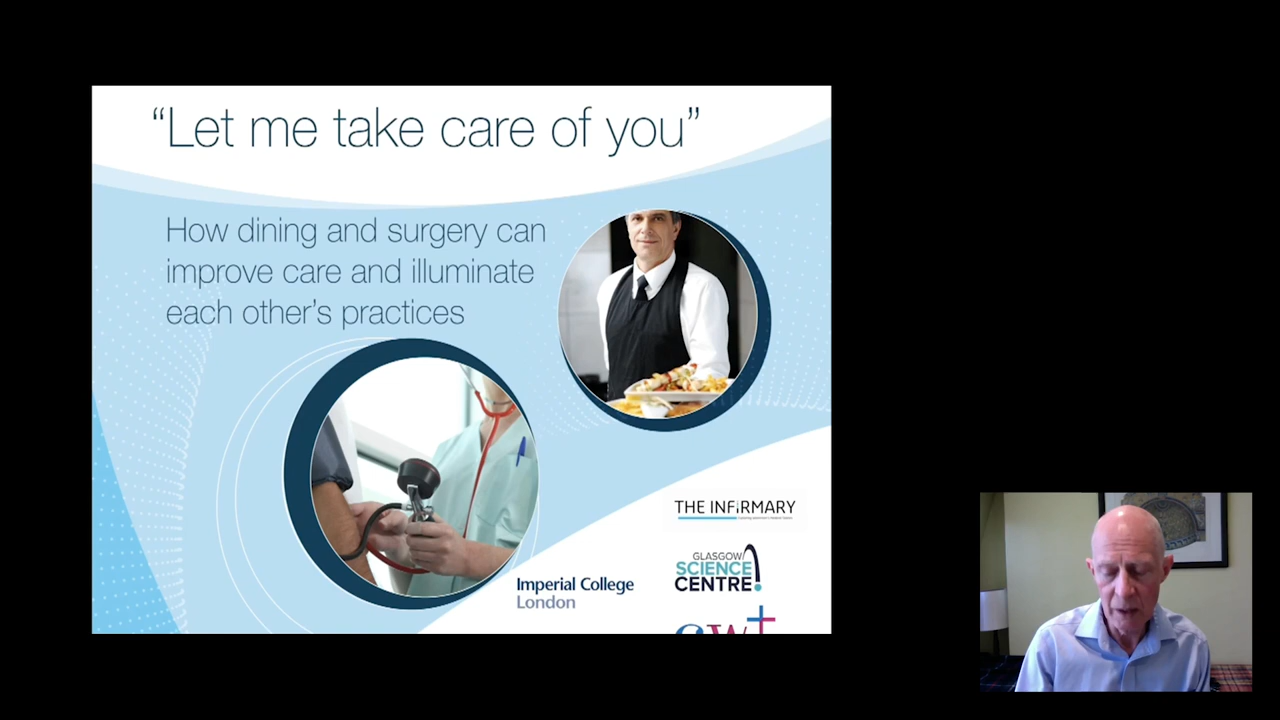 “Let me take care of you”
How dining and surgery can
improve care and illuminate
each other’s practices
THE INFIRMARY
GLASGOW
SCIENCE
CENTRE!
Imperial College
London
CW+